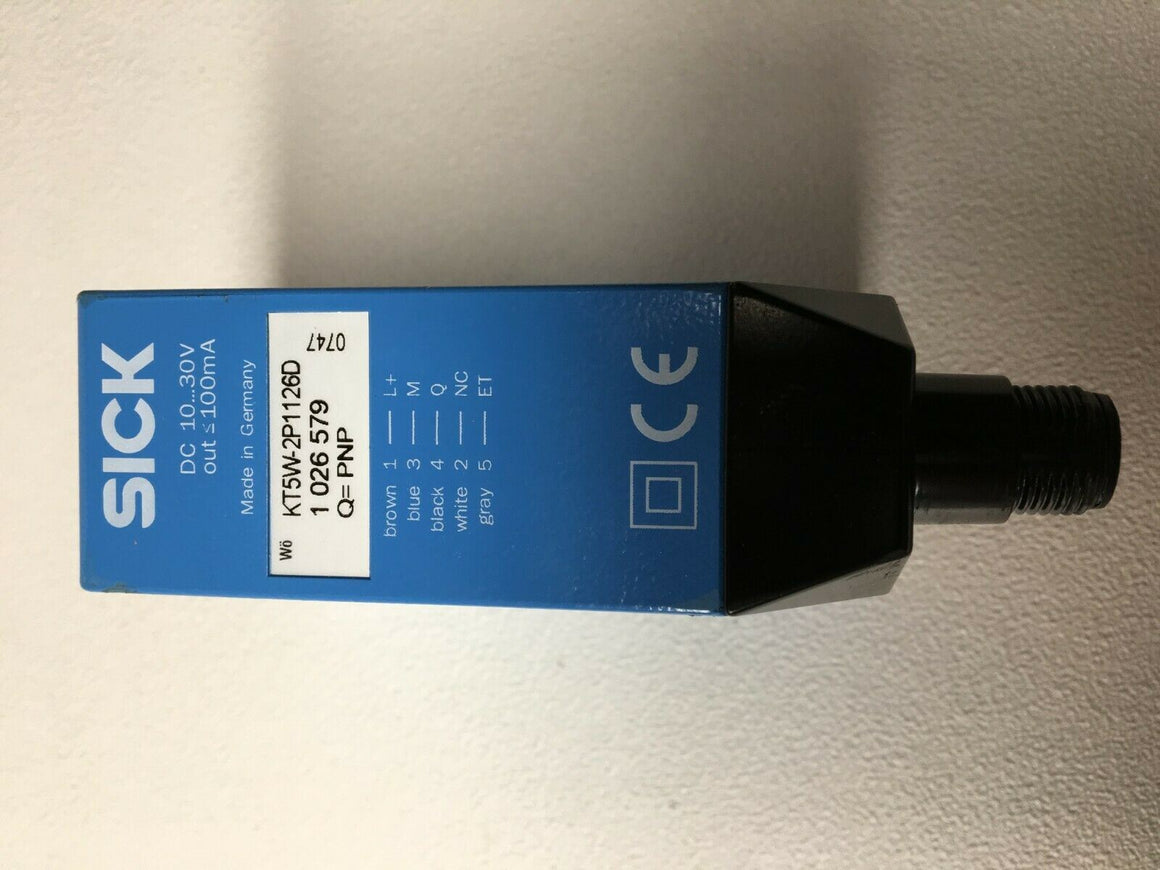 SICK
DC 10...30V
out ≤ 100mA
Made in Germany
Wö KT5W-2P1126D
1 026 579
Q= PNP
0747
brown 1 — L+
blue 3 — M
black 4 — Q
white 2 — NC
gray 5 — ET
CE